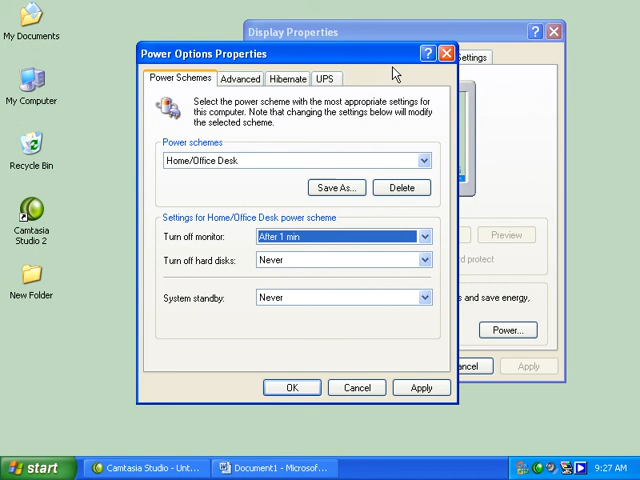 My Documents
My Computer
Recycle Bin
Camtasia
Studio 2
New Folder
Display Properties
Settings
Preview
d protect
s and save energy,
Power...
ancel
Apply
Power Options Properties
Power Schemes
Advanced
Hibernate
UPS
Select the power scheme with the most appropriate settings for
this computer. Note that changing the settings below will modify
the selected scheme.
Power schemes
Home/Office Desk
Save As...
Delete
Settings for Home/Office Desk power scheme
Turn off monitor:
After 1 min
Turn off hard disks:
Never
System standby:
Never
OK
Cancel
Apply
start
Camtasia Studio - Unt...
Document1 - Microsof...
9:27 AM